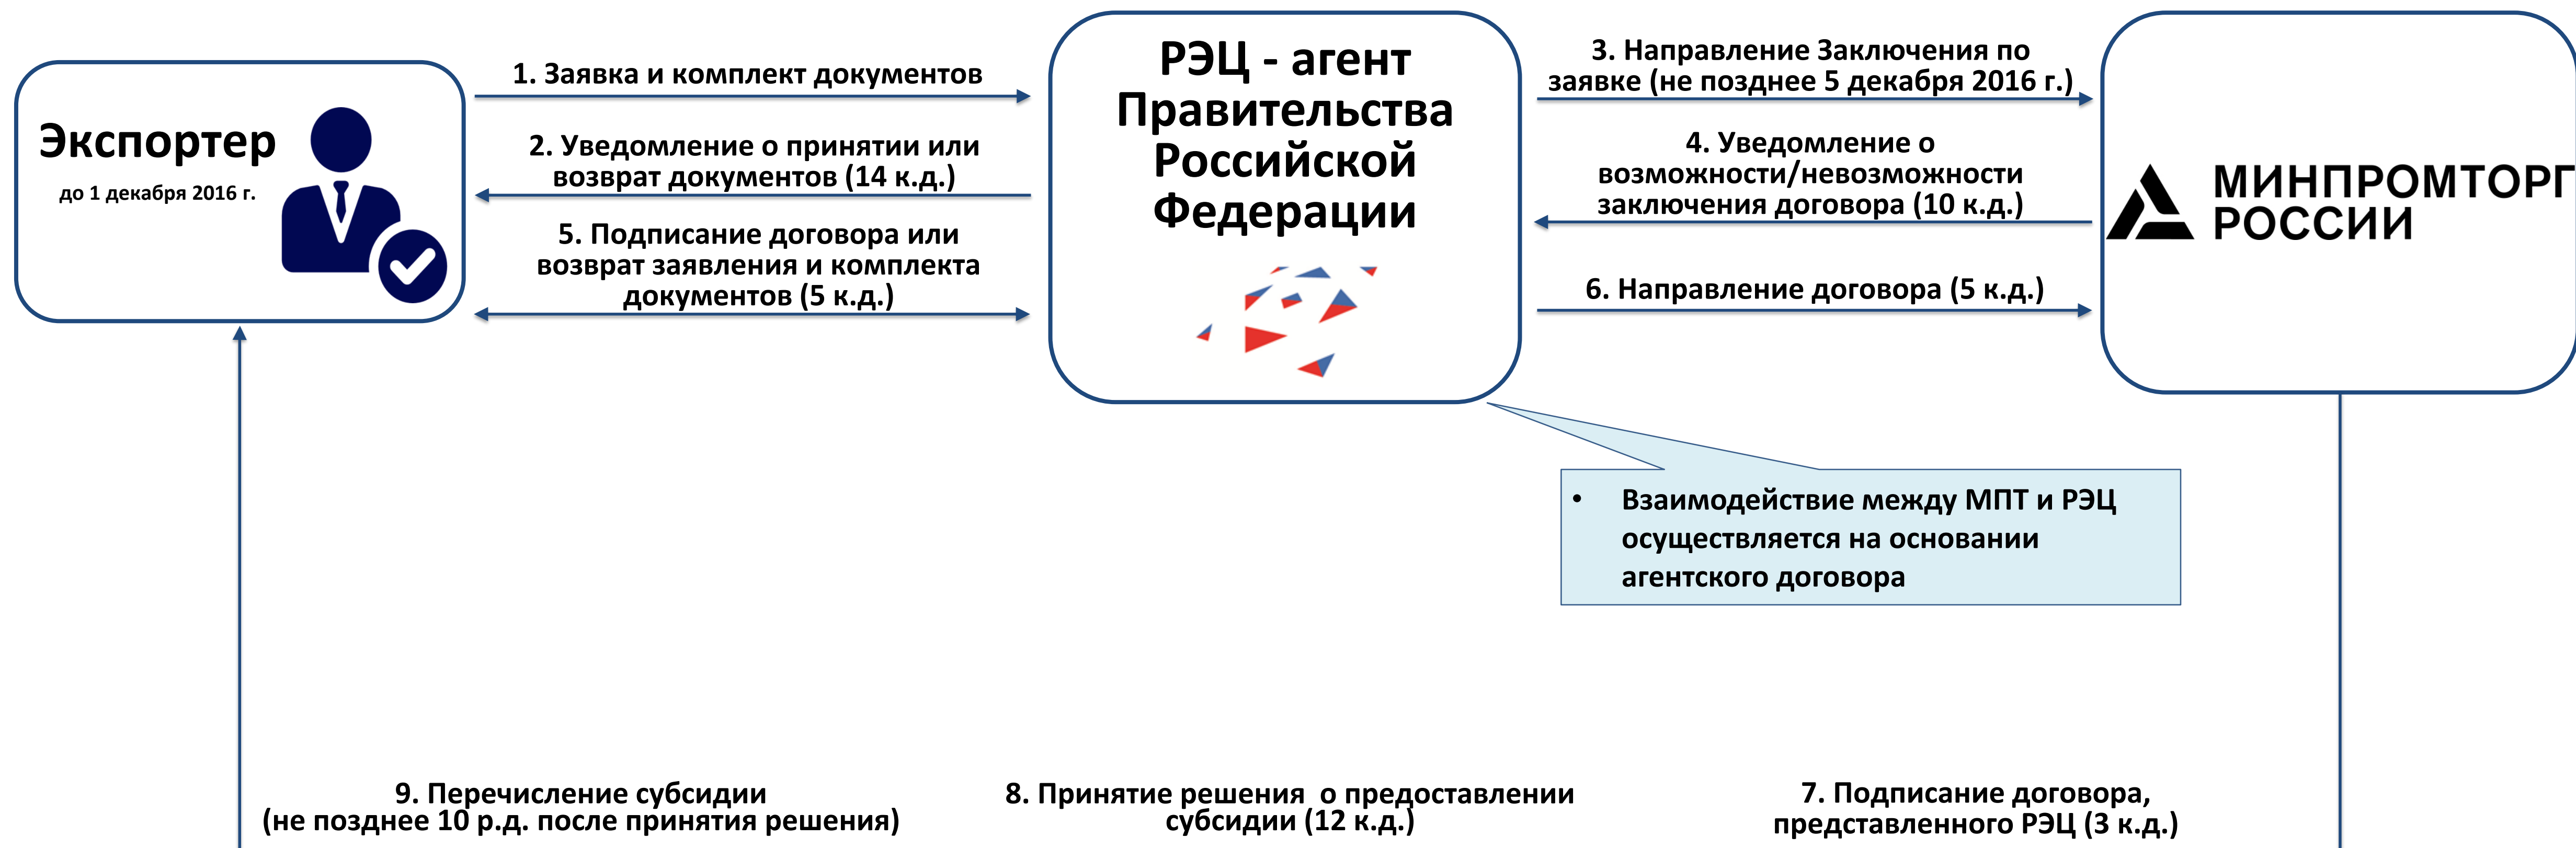 Экспортер
до 1 декабря 2016 г.
1. Заявка и комплект документов
2. Уведомление о принятии или
возврат документов (14 к.д.)
5. Подписание договора или
возврат заявления и комплекта
документов (5 к.д.)
РЭЦ - агент
Правительства
Российской
Федерации
3. Направление Заключения по
заявке (не позднее 5 декабря 2016 г.)
4. Уведомление о
возможности/невозможности
заключения договора (10 к.д.)
6. Направление договора (5 к.д.)
МИНПРОМТОРГ
РОССИИ
• Взаимодействие между МПТ и РЭЦ
осуществляется на основании
агентского договора
9. Перечисление субсидии
(не позднее 10 р.д. после принятия решения)
8. Принятие решения о предоставлении
субсидии (12 к.д.)
7. Подписание договора,
представленного РЭЦ (3 к.д.)